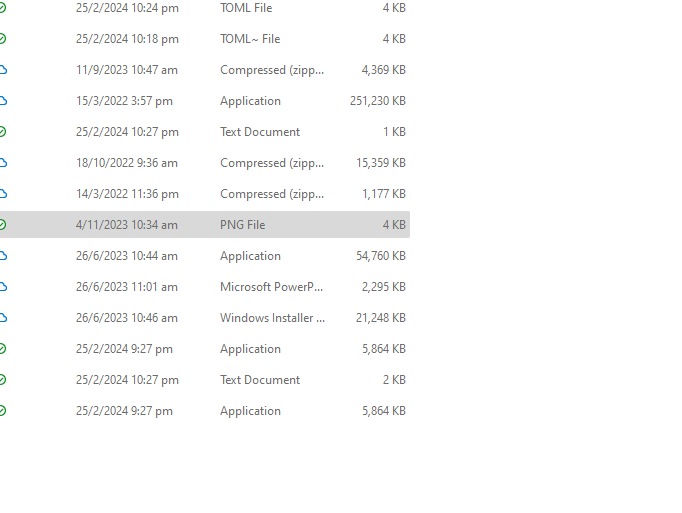 25/2/2024 10:24 pm TOML File 4 KB
25/2/2024 10:18 pm TOML~ File 4 KB
11/9/2023 10:47 am Compressed (zipp... 4,369 KB
15/3/2022 3:57 pm Application 251,230 KB
25/2/2024 10:27 pm Text Document 1 KB
18/10/2022 9:36 am Compressed (zipp... 15,359 KB
14/3/2022 11:36 pm Compressed (zipp... 1,177 KB
4/11/2023 10:34 am PNG File 4 KB
26/6/2023 10:44 am Application 54,760 KB
26/6/2023 11:01 am Microsoft PowerP... 2,295 KB
26/6/2023 10:46 am Windows Installer ... 21,248 KB
25/2/2024 9:27 pm Application 5,864 KB
25/2/2024 10:27 pm Text Document 2 KB
25/2/2024 9:27 pm Application 5,864 KB